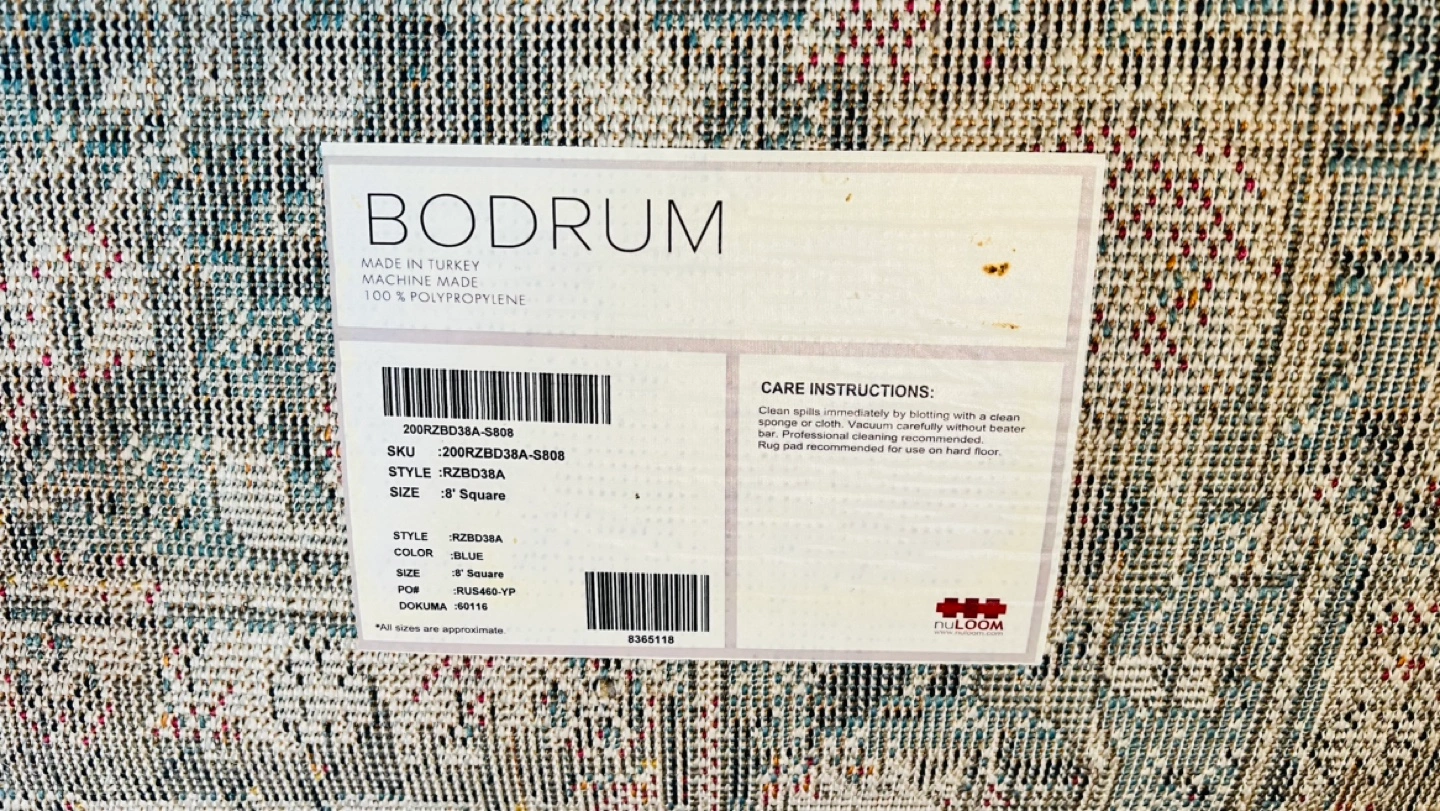 BODRUM
MADE IN TURKEY
MACHINE MADE
100 % POLYPROPYLENE
200RZBD38A-S808
SKU :200RZBD38A-S808
STYLE :RZBD38A
SIZE :8' Square
STYLE :RZBD38A
COLOR :BLUE
SIZE :8' Square
PO# :RUS460-YP
DOKUMA :60116
*All sizes are approximate.
8365118
CARE INSTRUCTIONS:
Clean spills immediately by blotting with a clean
sponge or cloth. Vacuum carefully without beater
bar. Professional cleaning recommended.
Rug pad recommended for use on hard floor.
nuLOOM
www.nuloom.com